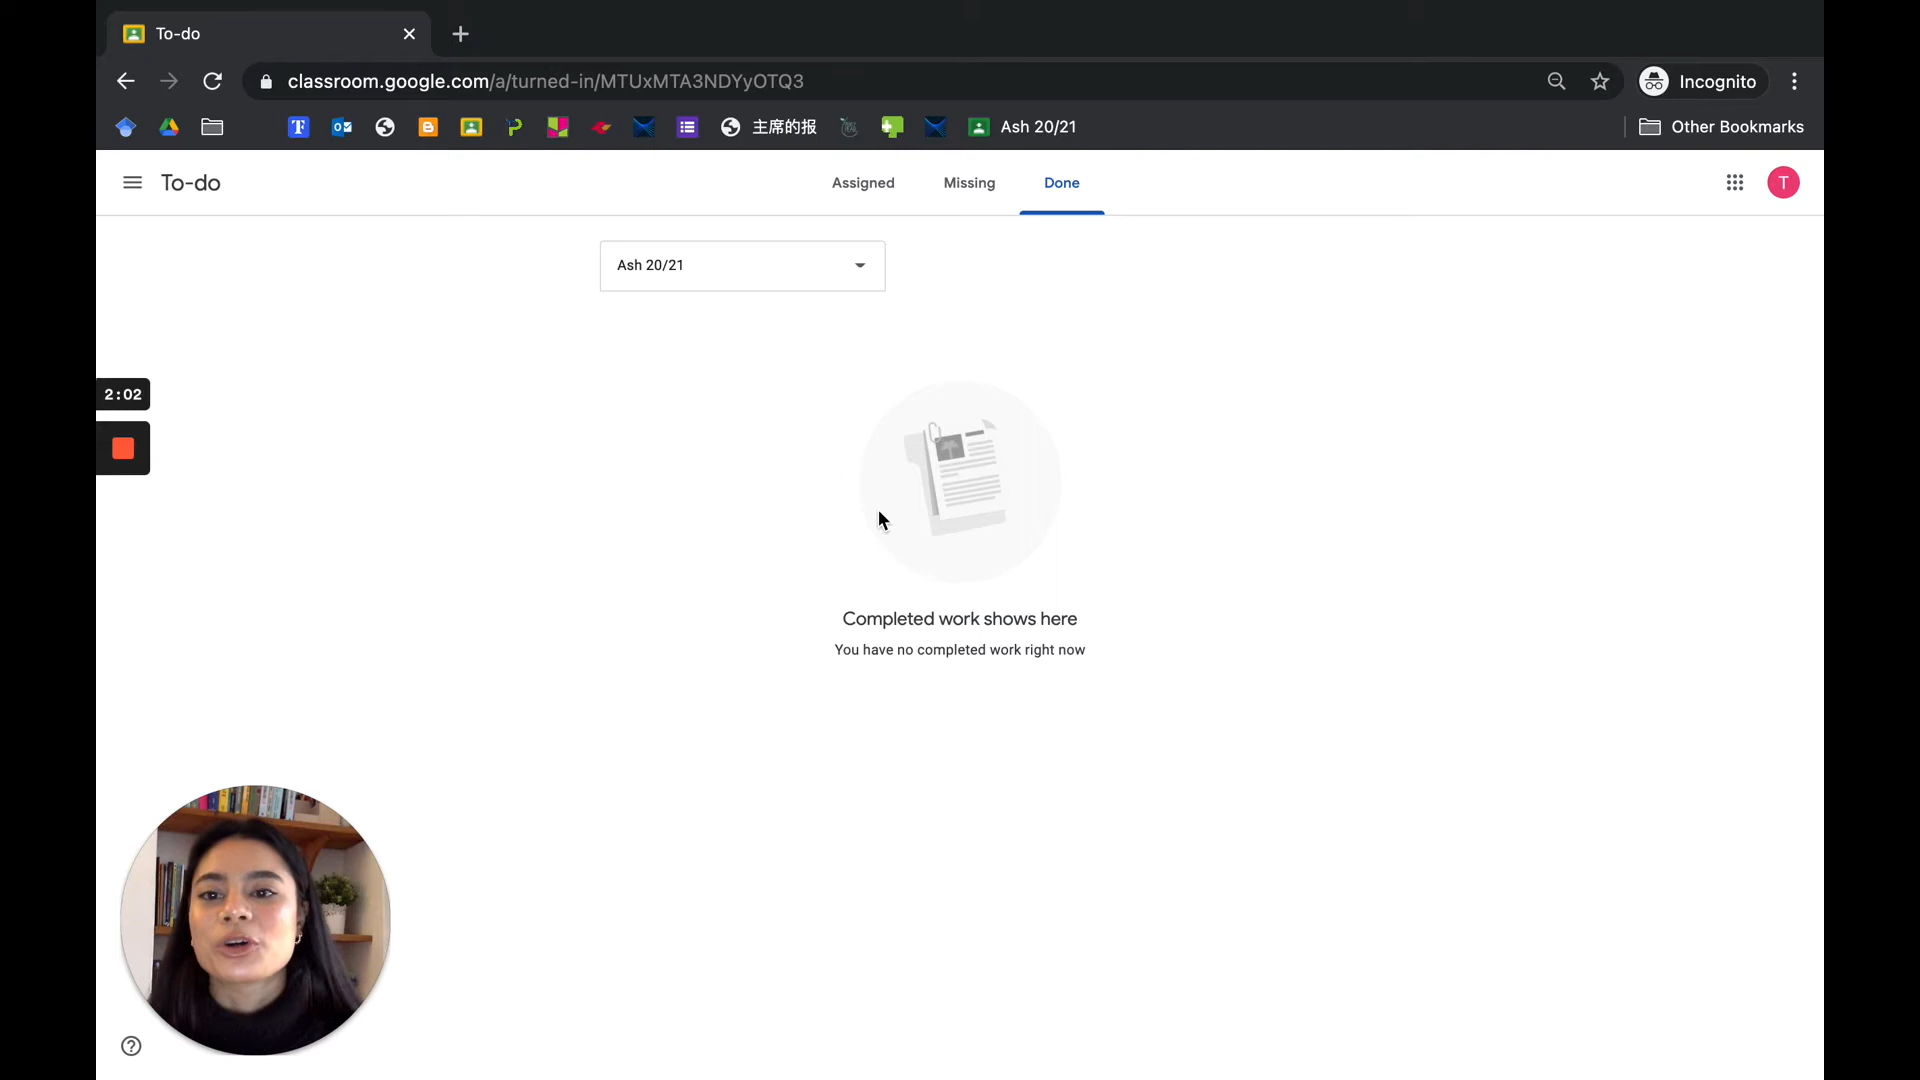 To-do
classroom.google.com/a/turned-in/MTUxMTA3NDYyOTQ3
Incognito
主席的报
Ash 20/21
Other Bookmarks
To-do
Assigned
Missing
Done
T
Ash 20/21
2:02
Completed work shows here
You have no completed work right now